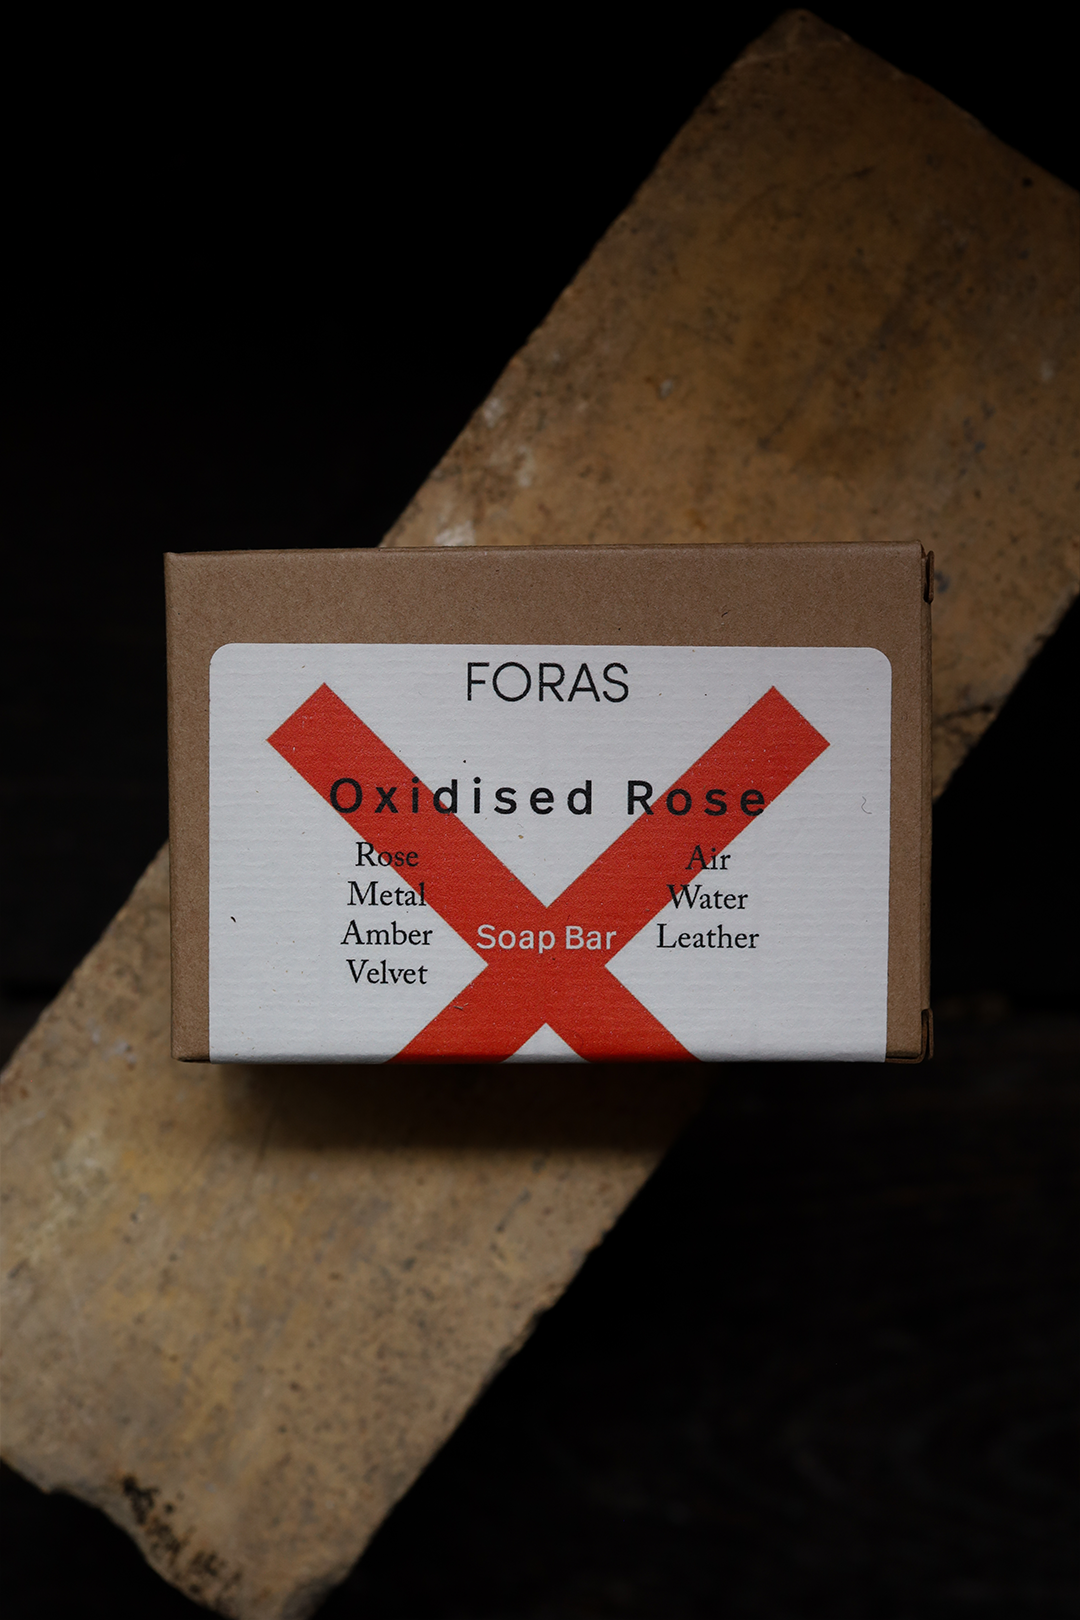 FORAS
Oxidised Rose
Rose
Metal
Amber
Velvet
Soap Bar
Air
Water
Leather